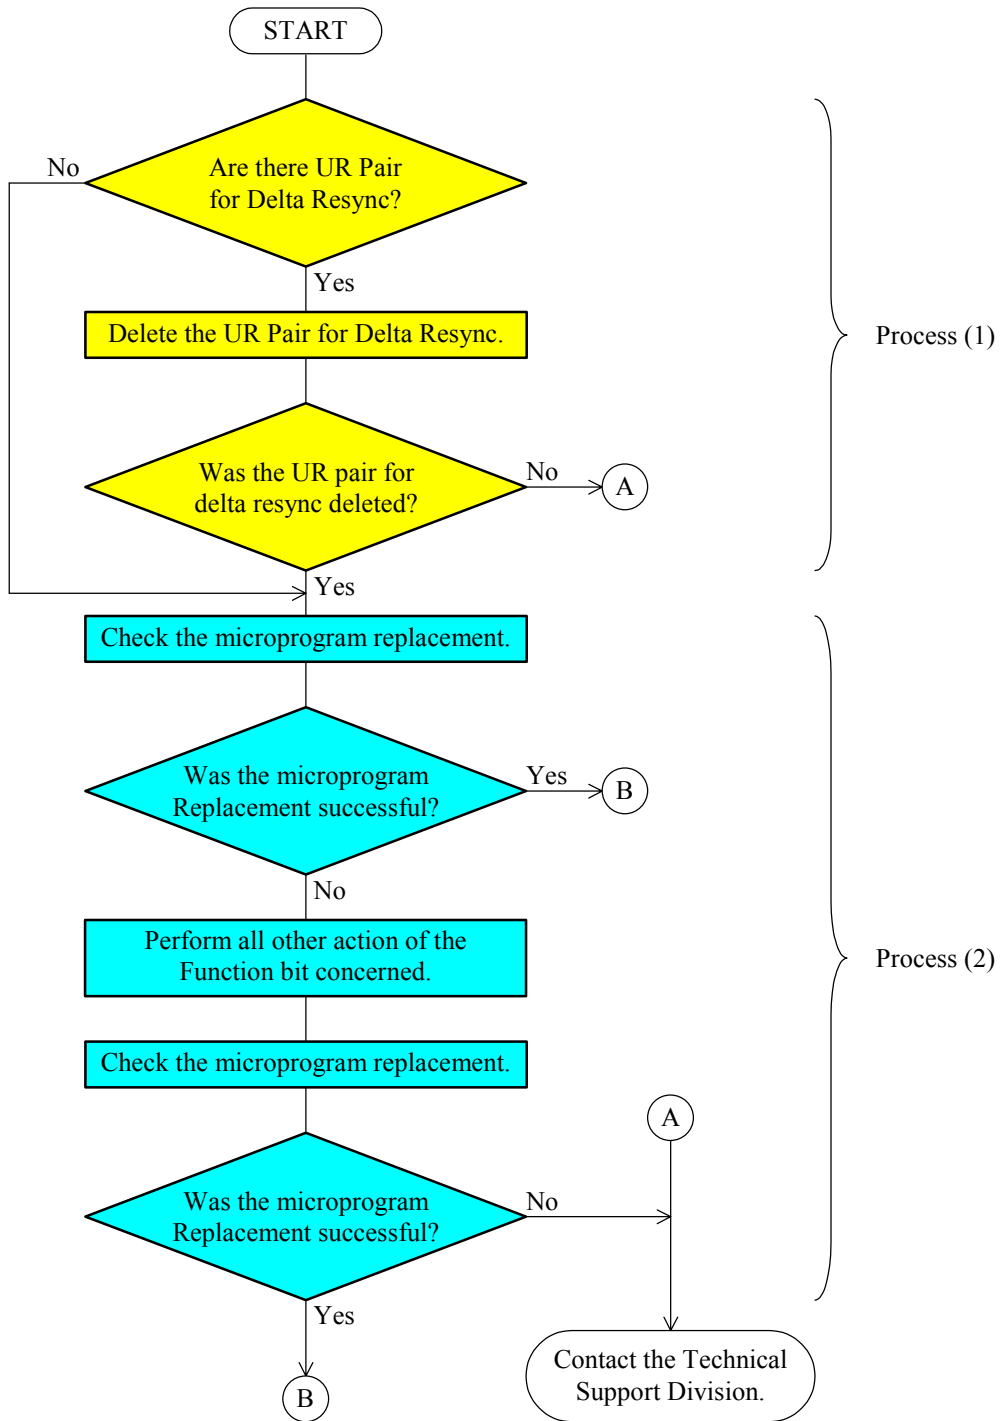 START
No
Are there UR Pair
for Delta Resync?
Yes
Delete the UR Pair for Delta Resync.
Process (1)
Was the UR pair for
delta resync deleted?
No
A
Yes
Check the microprogram replacement.
Was the microprogram
Replacement successful?
Yes
B
No
Perform all other action of the
Function bit concerned.
Process (2)
Check the microprogram replacement.
A
Was the microprogram
Replacement successful?
No
Yes
Contact the Technical
Support Division.
B